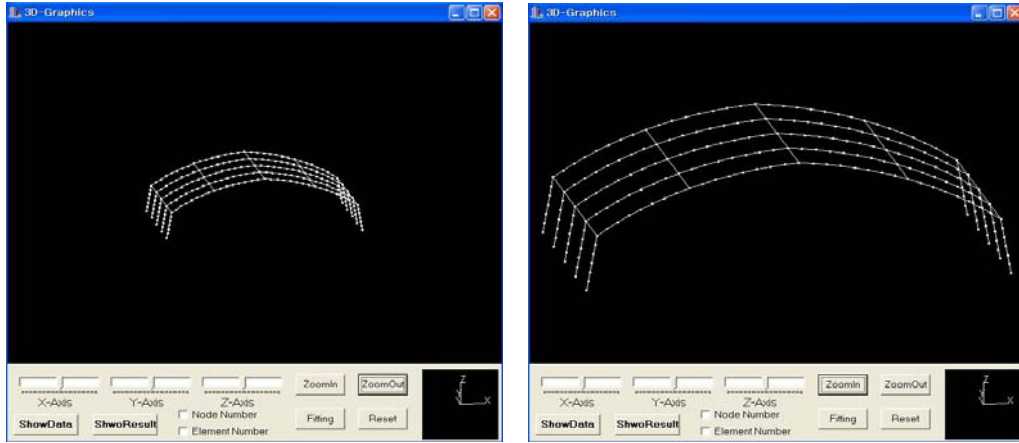 3D-Graphics
ZoomIn
ZoomOut
X-Axis
Y-Axis
Z-Axis
Node Number
Element Number
ShowData
ShwoResult
Fitting
Reset
Z
X
3D-Graphics
ZoomIn
ZoomOut
X-Axis
Y-Axis
Z-Axis
Node Number
Element Number
ShowData
ShwoResult
Fitting
Reset
Z
X